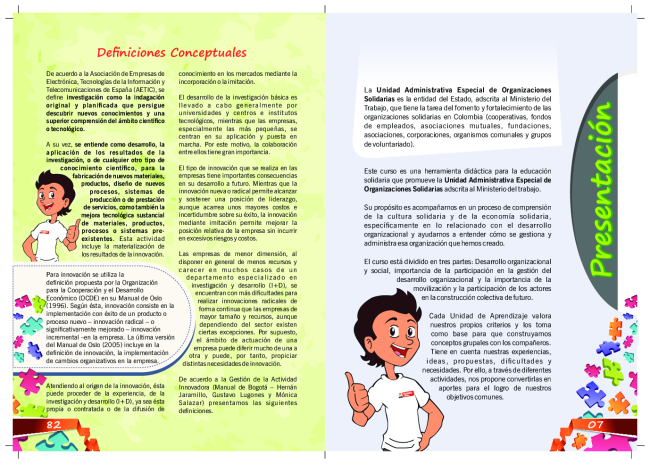 Definiciones Conceptuales
De acuerdo a la Asociación de Empresas de
Electrónica, Tecnologías de la Información y
Telecomunicaciones de España (AETIC), se
define investigación como la indagación
original y planificada que persigue
descubrir nuevos conocimientos y una
superior comprensión del ámbito científico
o tecnológico.
A su vez, se entiende como desarrollo, la
aplicación de los resultados de la
investigación, o de cualquier otro tipo de
conocimiento científico, para la
fabricación de nuevos materiales,
productos, diseño de nuevos
procesos, sistemas de
producción o de prestación
de servicios, como también la
mejora tecnológica sustancial
de materiales, productos,
procesos o sistemas pre-
existentes. Esta actividad
incluye la materialización de
los resultados de la innovación.
Para innovación se utiliza la
definición propuesta por la Organización
para la Cooperación y el Desarrollo
Económico (OCDE) en su Manual de Oslo
(1996). Según ésta, innovación consiste en la
implementación con éxito de un producto o
proceso nuevo – innovación radical – o
significativamente mejorado – innovación
incremental -en la empresa. La última versión
del Manual de Oslo (2005) incluye en la
definición de innovación, la implementación
de cambios organizativos en la empresa.
Atendiendo al origen de la innovación, ésta
puede proceder de la experiencia, de la
investigación y desarrollo (I+D), ya sea ésta
propia o contratada o de la difusión de
conocimiento en los mercados mediante la
incorporación o la imitación.
El desarrollo de la investigación básica es
llevado a cabo generalmente por
universidades y centros e institutos
tecnológicos, mientras que las empresas,
especialmente las más pequeñas, se
centran en su aplicación y puesta en
marcha. Por este motivo, la colaboración
entre ellos tiene gran importancia.
El tipo de innovación que se realiza en las
empresas tiene importantes consecuencias
en su desarrollo a futuro. Mientras que la
innovación nueva o radical permite alcanzar
y sostener una posición de liderazgo,
aunque acarrea unos mayores costos e
incertidumbre sobre su éxito, la innovación
mediante imitación permite mejorar la
posición relativa de la empresa sin incurrir
en excesivos riesgos y costos.
Las empresas de menor dimensión, al
disponer en general de menos recursos y
carecer en muchos casos de un
departamento especializado en
investigación y desarrollo (I+D), se
encuentran con más dificultades para
realizar innovaciones radicales de
forma continua que las empresas de
mayor tamaño y recursos, aunque
dependiendo del sector existen
ciertas excepciones. Por supuesto,
el ámbito de actuación de una
empresa puede diferir mucho de una a
otra y puede, por tanto, propiciar
distintas necesidades de innovación.
De acuerdo a la Gestión de la Actividad
Innovadora (Manual de Bogotá – Hernán
Jaramillo, Gustavo Lugones y Mónica
Salazar) presentamos las siguientes
definiciones.
82
Presentación
La Unidad Administrativa Especial de Organizaciones
Solidarias es la entidad del Estado, adscrita al Ministerio del
Trabajo, que tiene la tarea del fomento y fortalecimiento de las
organizaciones solidarias en Colombia (cooperativas, fondos
de empleados, asociaciones mutuales, fundaciones,
asociaciones, corporaciones, organismos comunales y grupos
de voluntariado).
Este curso es una herramienta didáctica para la educación
solidaria que promueve la Unidad Administrativa Especial de
Organizaciones Solidarias adscrita al Ministerio del trabajo.
Su propósito es acompañarnos en un proceso de comprensión
de la cultura solidaria y de la economía solidaria,
específicamente en lo relacionado con el desarrollo
organizacional y ayudarnos a entender cómo se gestiona y
administra esa organización que hemos creado.
El curso está dividido en tres partes: Desarrollo organizacional
y social, importancia de la participación en la gestión del
desarrollo organizacional y la importancia de la
movilización y la participación de los actores
en la construcción colectiva de futuro.
Cada Unidad de Aprendizaje valora
nuestros propios criterios y los toma
como base para que construyamos
conceptos grupales con los compañeros.
Tiene en cuenta nuestras experiencias,
ideas, propuestas, dificultades y
necesidades. Por ello, a través de diferentes
actividades, nos propone convertirlas en
aportes para el logro de nuestros
objetivos comunes.
07